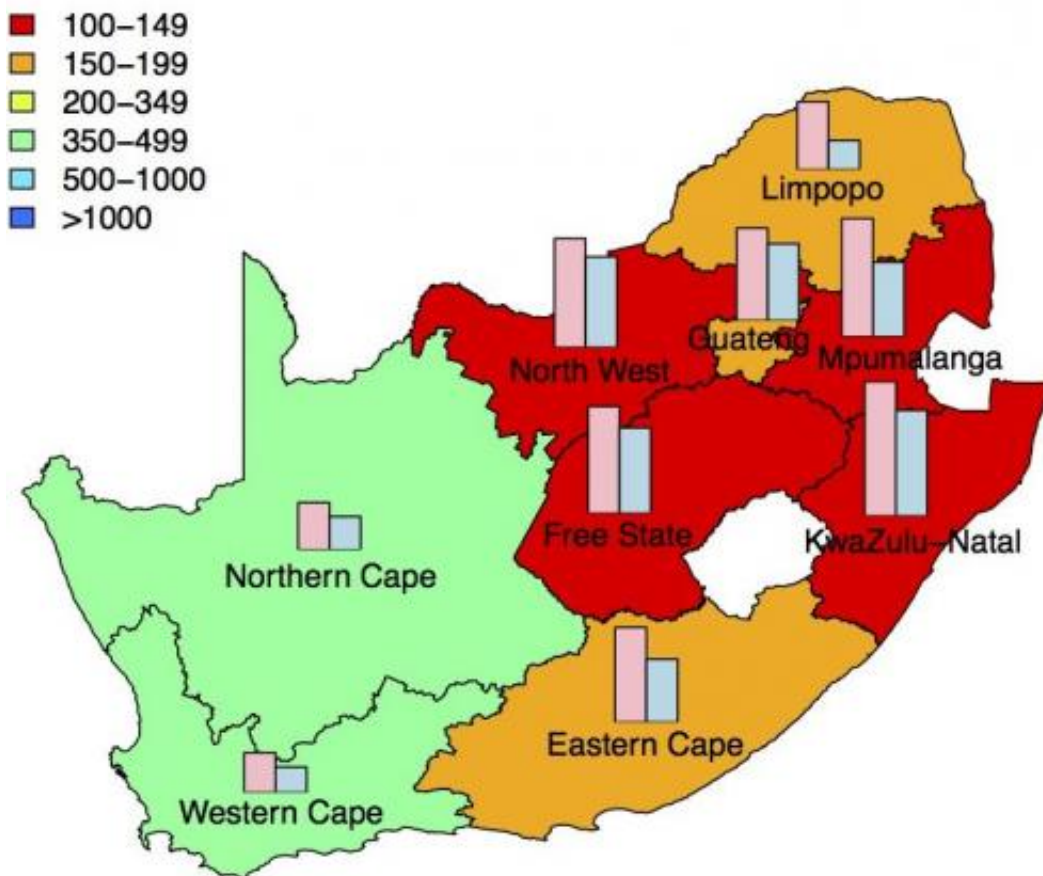 100-149
150-199
200-349
350-499
500-1000
>1000
Limpopo
Guateng
Mpumalanga
North West
Free State
KwaZulu-Natal
Northern Cape
Eastern Cape
Western Cape